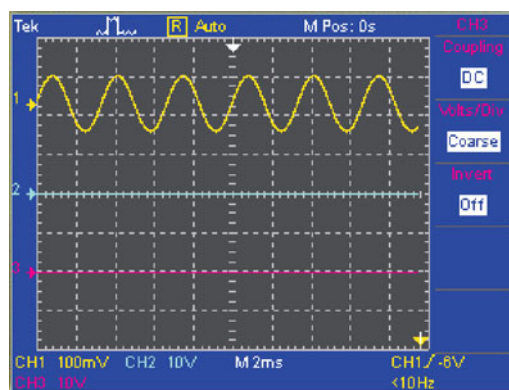 Tek R Auto M Pos: 0s CH3
Coupling
DC
1
Volts/Div
Coarse
Invert
2
Off
3
CH1 100mV CH2 10V M 2ms CH1 / -6V
CH3 10V <10Hz